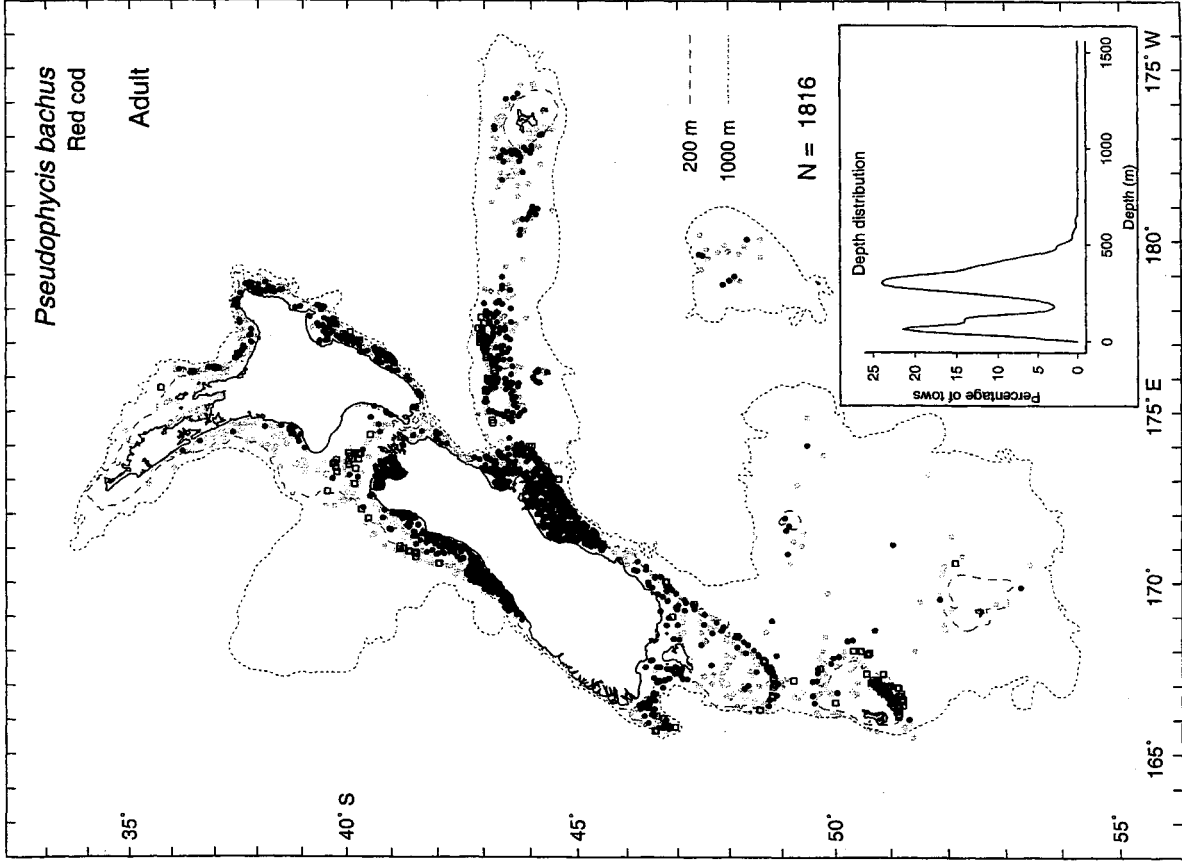 Pseudophycis bachus
Red cod
Adult
35°
40° S
45°
50°
55°
165°
170°
175° E
180°
175° W
200 m
1000 m
N = 1816
Depth distribution
Percentage of tows
25
20
15
10
5
0
0
500
1000
1500
Depth (m)